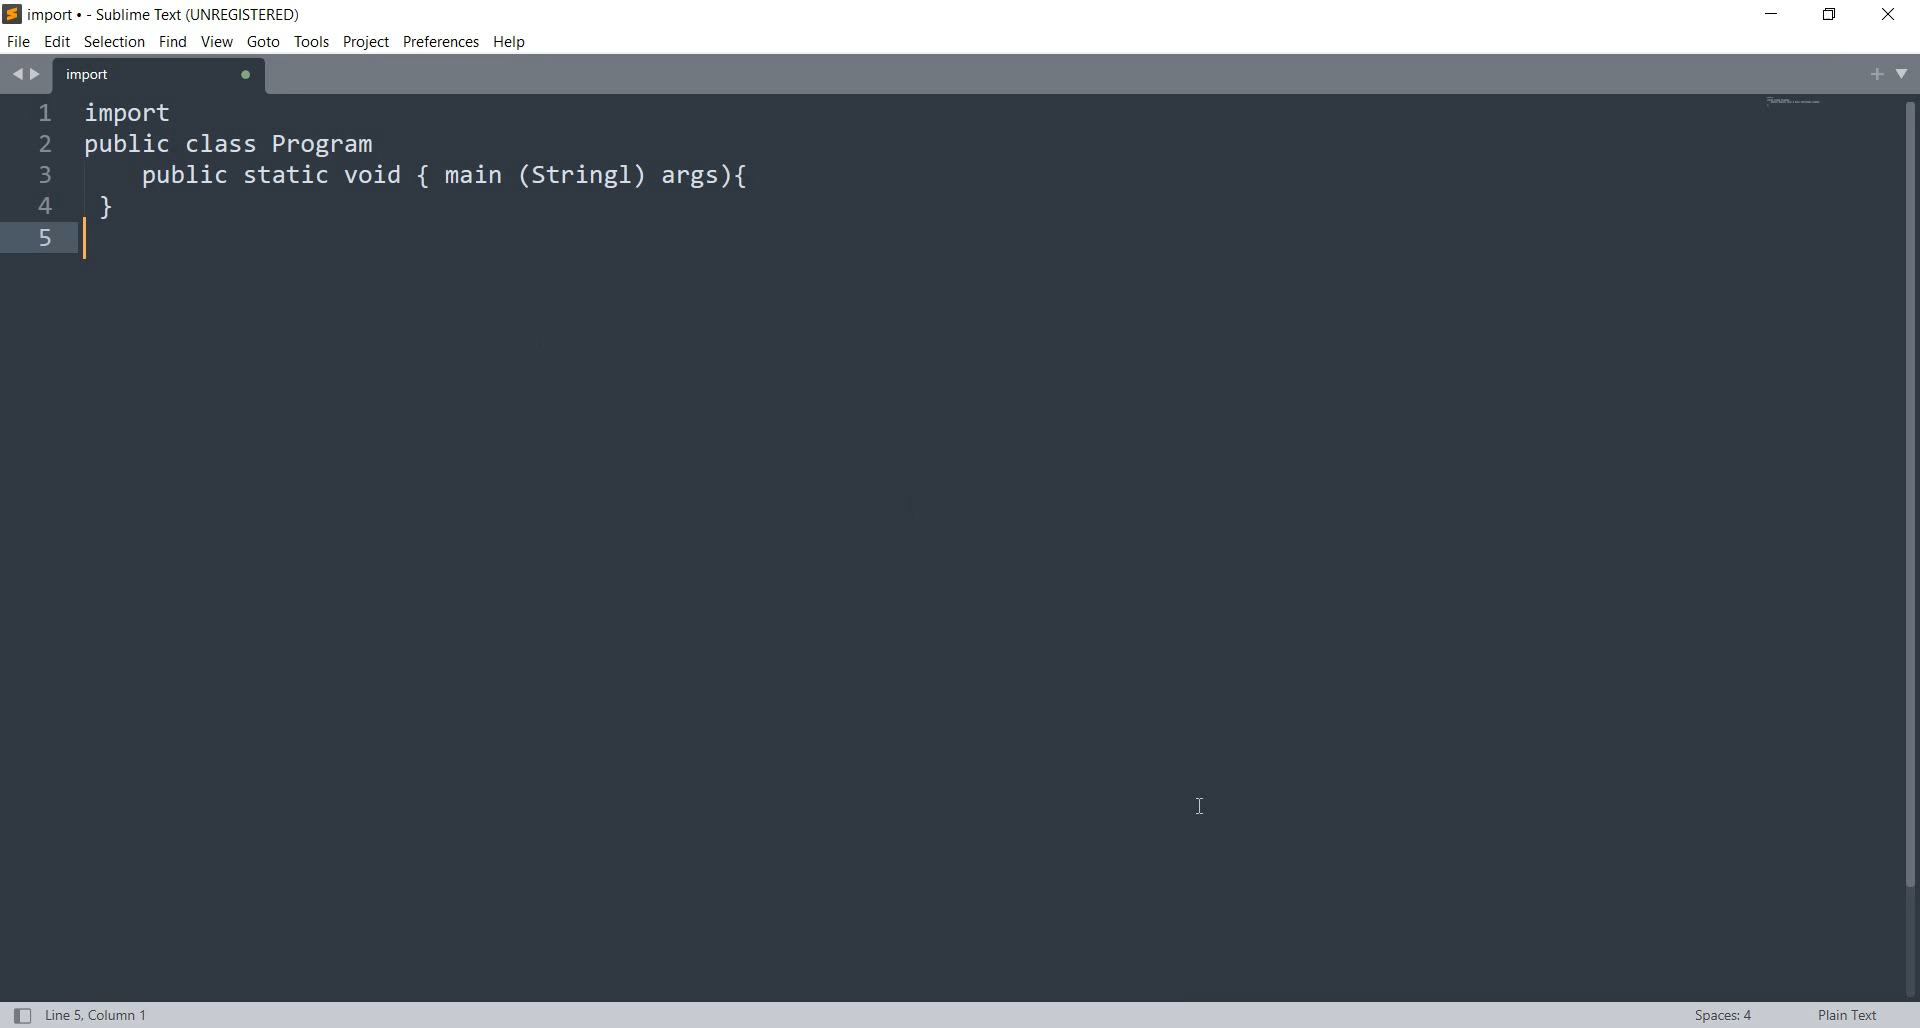 import • - Sublime Text (UNREGISTERED)
File Edit Selection Find View Goto Tools Project Preferences Help
import
1 import
2 public class Program
3 public static void { main (Stringl) args){
4 }
5
Line 5, Column 1 Spaces: 4 Plain Text